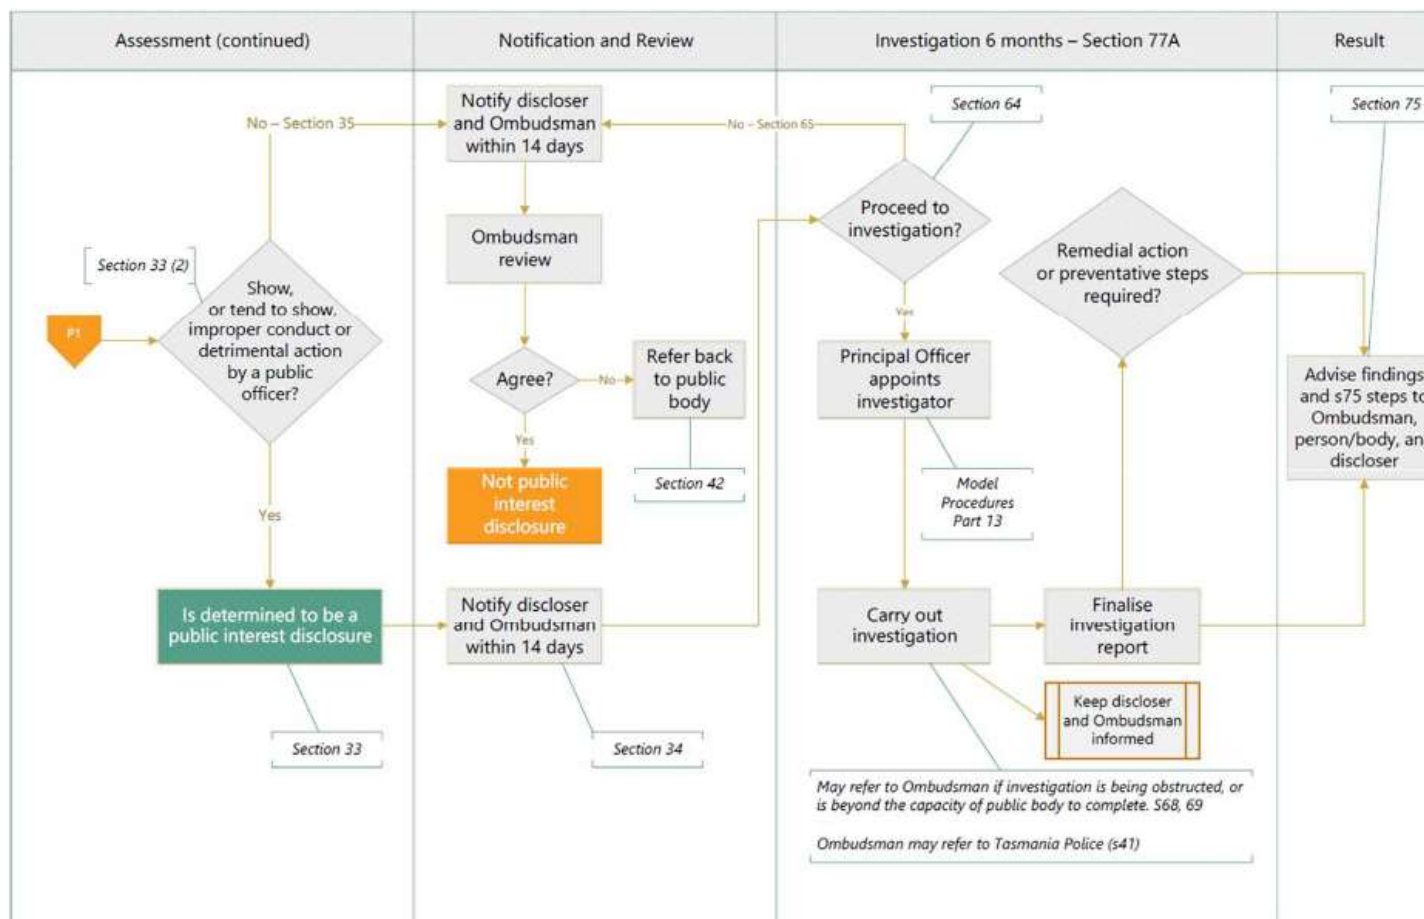 Assessment (continued)
Notification and Review
Investigation 6 months – Section 77A
Result
No – Section 35
Section 33 (2)
P1
Show,
or tend to show,
improper conduct or
detrimental action
by a public
officer?
Yes
Is determined to be a
public interest disclosure
Section 33
Notify discloser
and Ombudsman
within 14 days
Ombudsman
review
Agree?
No
Refer back
to public
body
Section 42
Yes
Not public
interest
disclosure
Notify discloser
and Ombudsman
within 14 days
Section 34
No – Section 65
Section 64
Proceed to
investigation?
Yes
Principal Officer
appoints
investigator
Model
Procedures
Part 13
Carry out
investigation
Remedial action
or preventative steps
required?
Finalise
investigation
report
Keep discloser
and Ombudsman
informed
May refer to Ombudsman if investigation is being obstructed, or
is beyond the capacity of public body to complete. S68, 69
Ombudsman may refer to Tasmania Police (s41)
Section 75
Advise findings
and s75 steps to
Ombudsman,
person/body, an
discloser